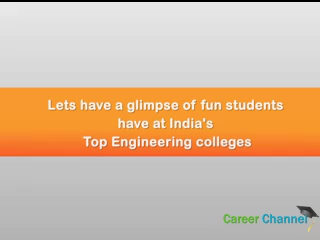 Lets have a glimpse of fun students
have at India's
Top Engineering colleges
Career Channel